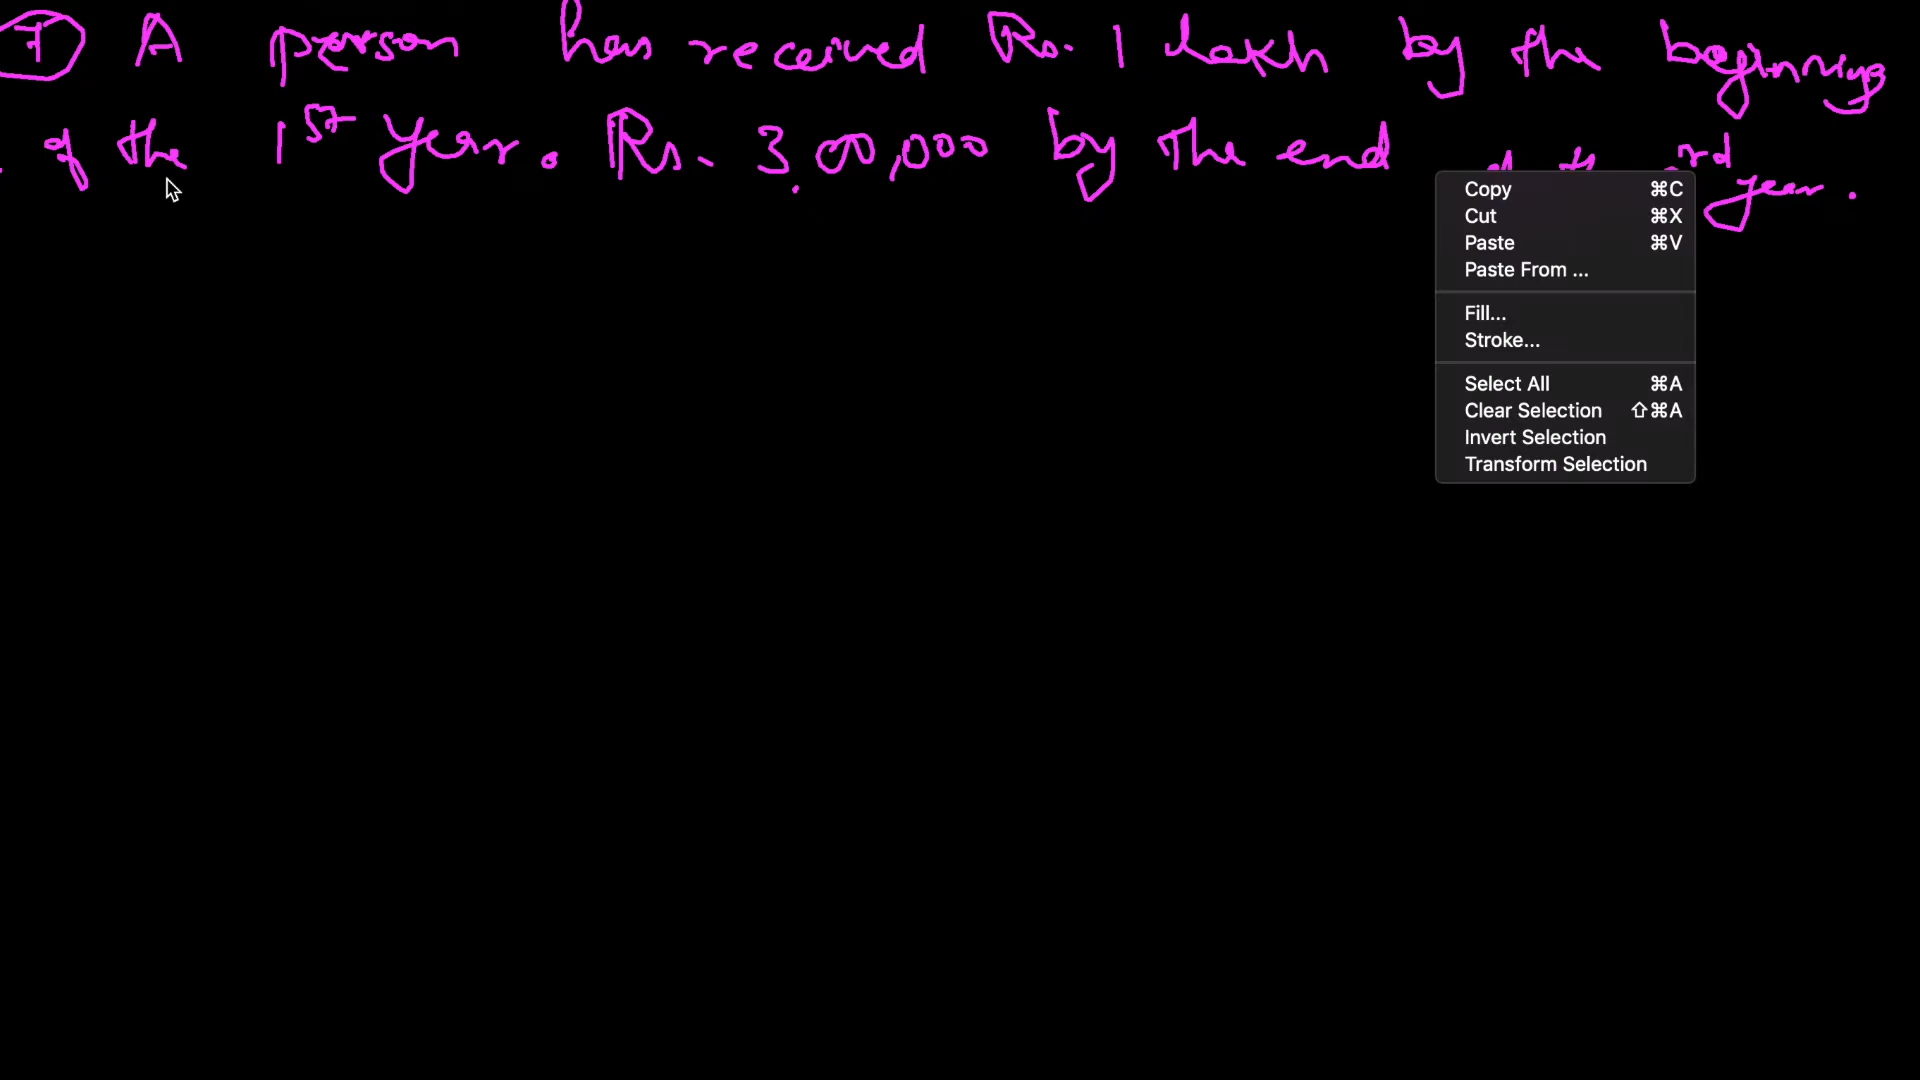 7 A person has received Rs. 1 lakh by the beginning
of the 1st year. Rs. 3,00,000 by the end rd
year.
Copy ⌘C
Cut ⌘X
Paste ⌘V
Paste From ...
Fill...
Stroke...
Select All ⌘A
Clear Selection ⇧⌘A
Invert Selection
Transform Selection